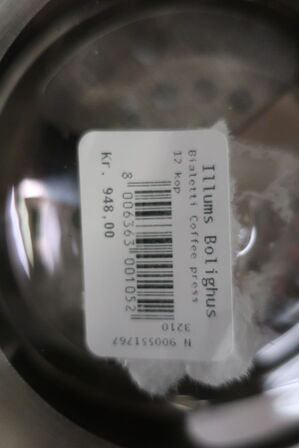 Illums Bolighus
Bialetti Coffee press
12 kop
3210
8 006363 001052
Kr. 948,00
N 900551767